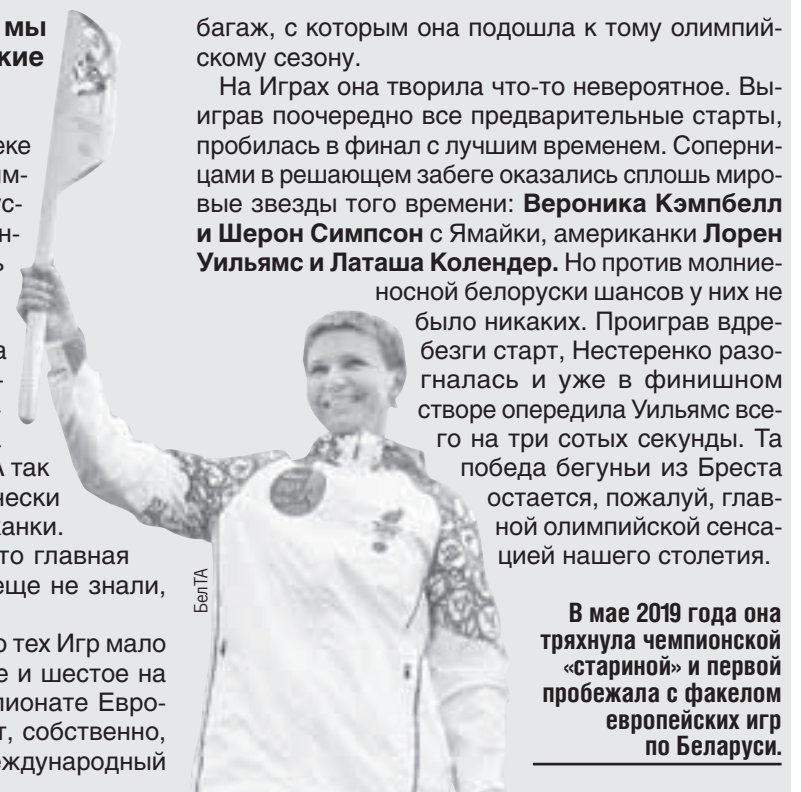 мы
кие
еке
им-
ус-
н-
ь
а
-
-
А так
чески
анки.
то главная
еще не знали,
о тех Игр мало
е и шестое на
пионате Евро-
т, собственно,
еждународный
багаж, с которым она подошла к тому олимпий-
скому сезону.
На Играх она творила что-то невероятное. Вы-
играв поочередно все предварительные старты,
пробилась в финал с лучшим временем. Соперни-
цами в решающем забеге оказались сплошь миро-
вые звезды того времени: Вероника Кэмпбелл
и Шерон Симпсон с Ямайки, американки Лорен
Уильямс и Латаша Колендер. Но против молние-
носной белоруски шансов у них не
было никаких. Проиграв вдре-
безги старт, Нестеренко разо-
гналась и уже в финишном
створе опередила Уильямс все-
го на три сотых секунды. Та
победа бегуньи из Бреста
остается, пожалуй, глав-
ной олимпийской сенса-
цией нашего столетия.
БелТА
В мае 2019 года она
тряхнула чемпионской
«стариной» и первой
пробежала с факелом
европейских игр
по Беларуси.